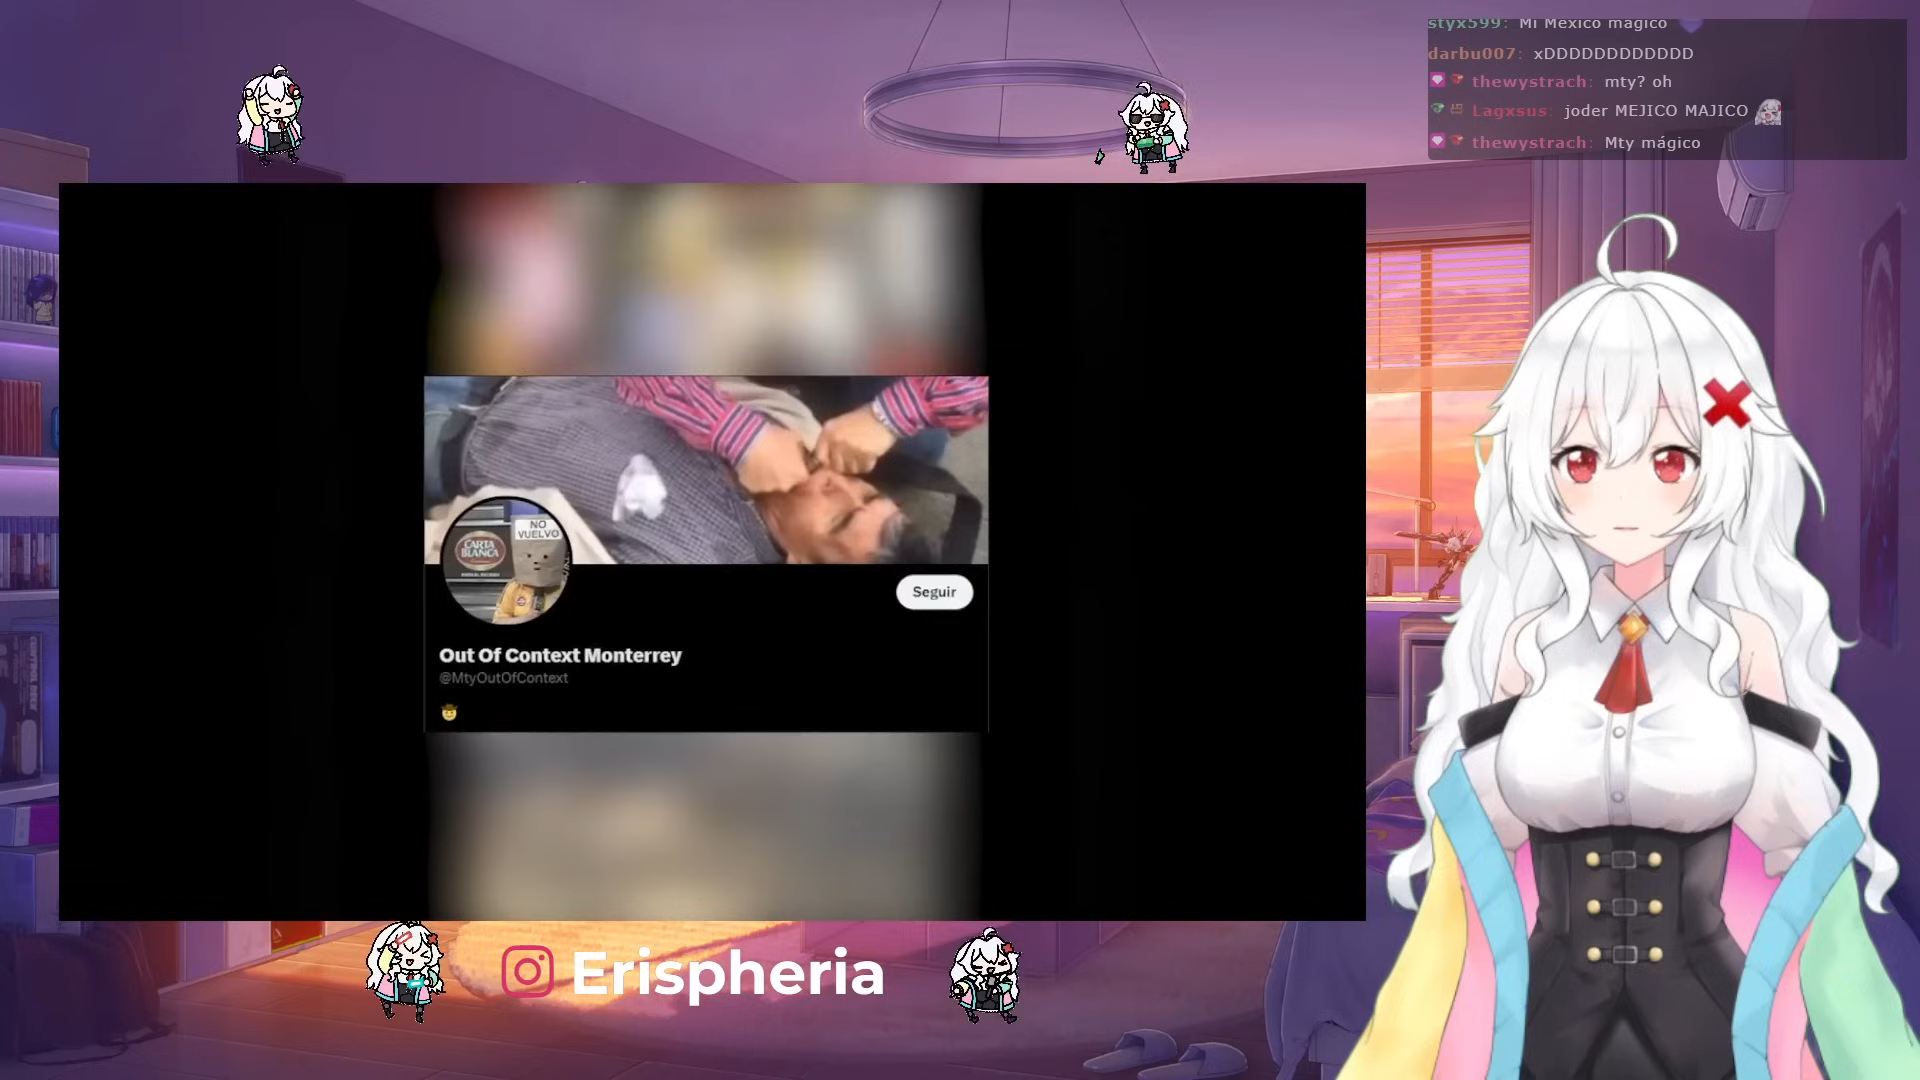 styx599: Mi Mexico magico
darbu007: xDDDDDDDDDDDD
thewystrach: mty? oh
Lagxsus: joder MEJICO MAJICO
thewystrach: Mty mágico
NO
VUELVO
CARTA
BLANCA
Seguir
Out Of Context Monterrey
@MtyOutOfContext
Erispheria